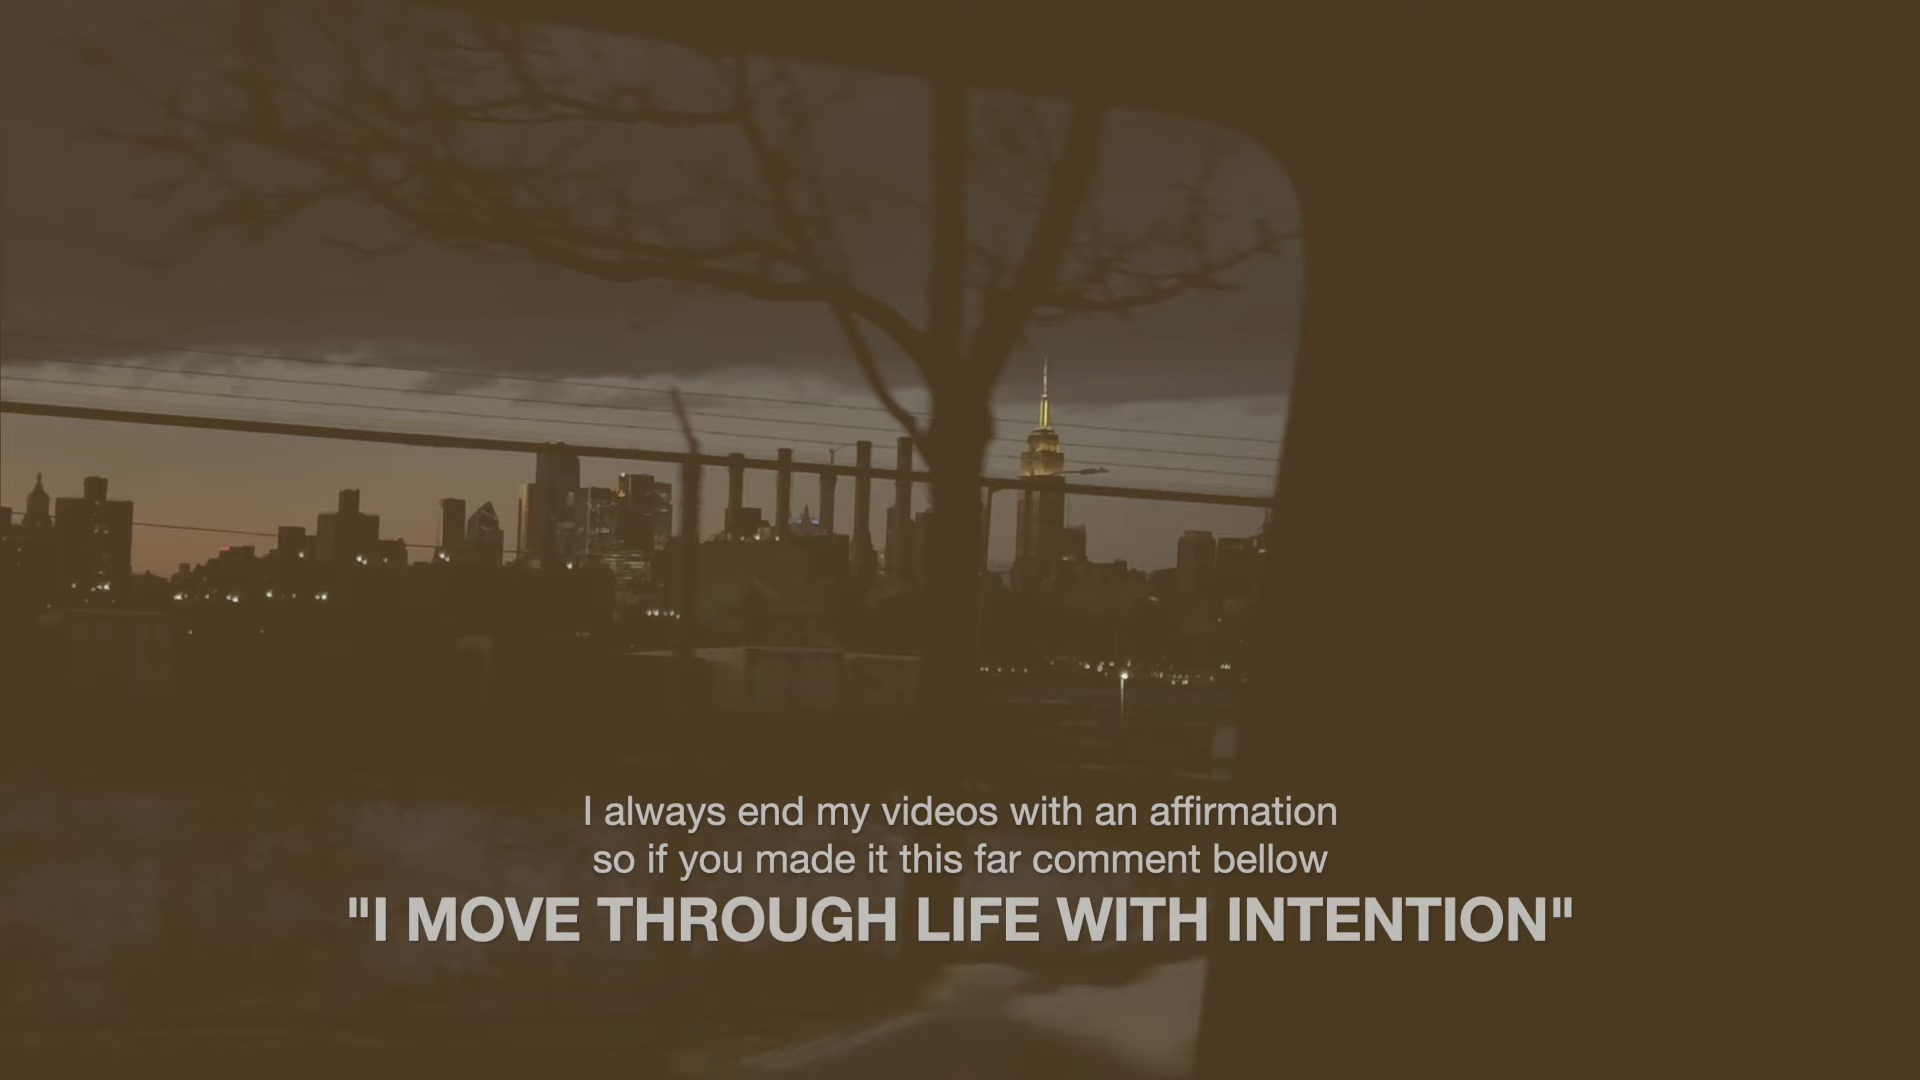 I always end my videos with an affirmation
so if you made it this far comment bellow
"I MOVE THROUGH LIFE WITH INTENTION"